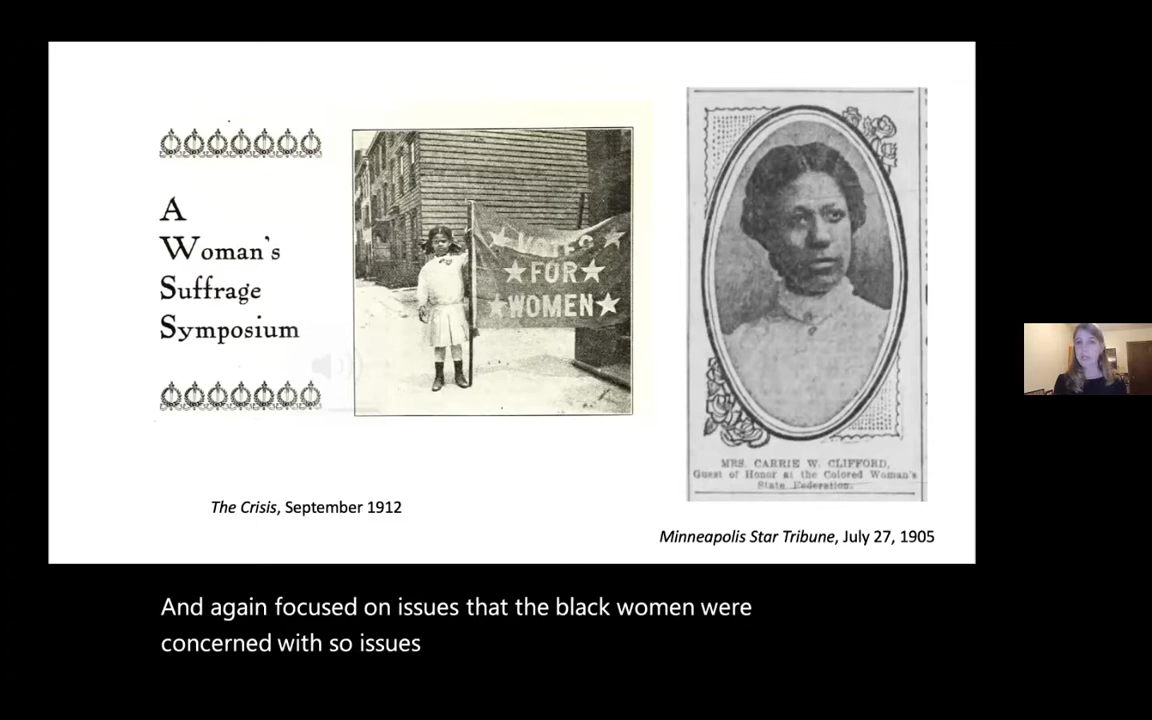 A
Woman's
Suffrage
Symposium
VOTES
FOR
WOMEN
MRS. CARRIE W. CLIFFORD,
Guest of Honor at the Colored Woman's
State Federation.
The Crisis, September 1912
Minneapolis Star Tribune, July 27, 1905
And again focused on issues that the black women were
concerned with so issues